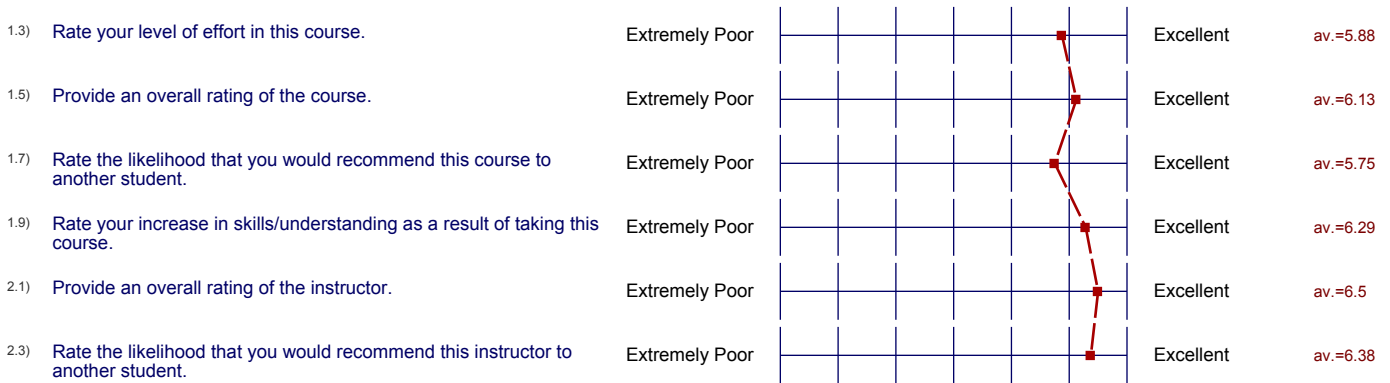 1.3) Rate your level of effort in this course. Extremely Poor Excellent av.=5.88
1.5) Provide an overall rating of the course. Extremely Poor Excellent av.=6.13
1.7) Rate the likelihood that you would recommend this course to
another student. Extremely Poor Excellent av.=5.75
1.9) Rate your increase in skills/understanding as a result of taking this
course. Extremely Poor Excellent av.=6.29
2.1) Provide an overall rating of the instructor. Extremely Poor Excellent av.=6.5
2.3) Rate the likelihood that you would recommend this instructor to
another student. Extremely Poor Excellent av.=6.38